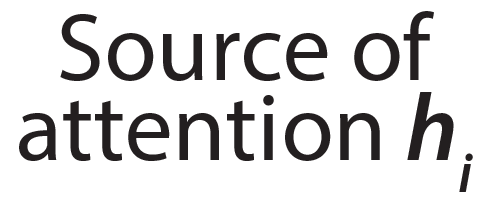 Source of
attention h_i